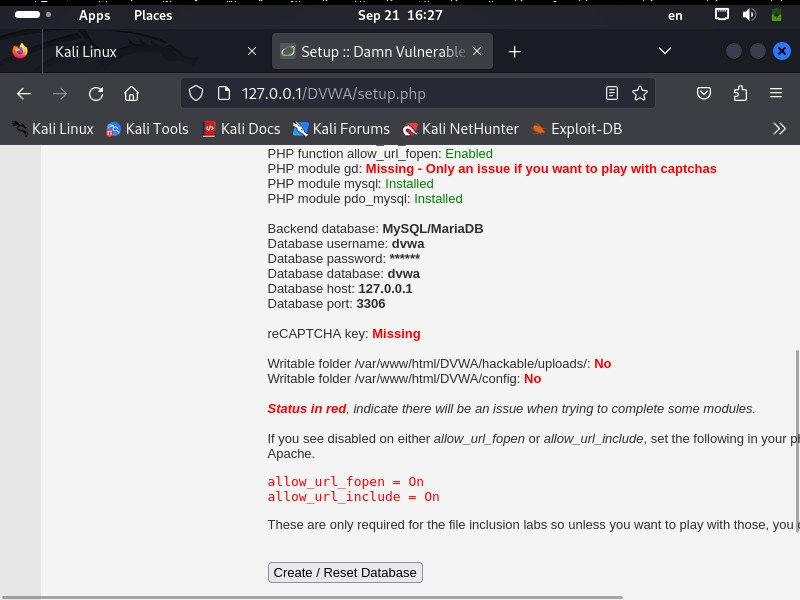 Apps Places Sep 21 16:27 en
Kali Linux × Setup :: Damn Vulnerable × +
127.0.0.1/DVWA/setup.php
Kali Linux Kali Tools Kali Docs Kali Forums Kali NetHunter Exploit-DB
PHP function allow_url_fopen: Enabled
PHP module gd: Missing - Only an issue if you want to play with captchas
PHP module mysql: Installed
PHP module pdo_mysql: Installed
Backend database: MySQL/MariaDB
Database username: dvwa
Database password: ******
Database database: dvwa
Database host: 127.0.0.1
Database port: 3306
reCAPTCHA key: Missing
Writable folder /var/www/html/DVWA/hackable/uploads/: No
Writable folder /var/www/html/DVWA/config: No
Status in red, indicate there will be an issue when trying to complete some modules.
If you see disabled on either allow_url_fopen or allow_url_include, set the following in your
Apache.
allow_url_fopen = On
allow_url_include = On
These are only required for the file inclusion labs so unless you want to play with those, you
Create / Reset Database